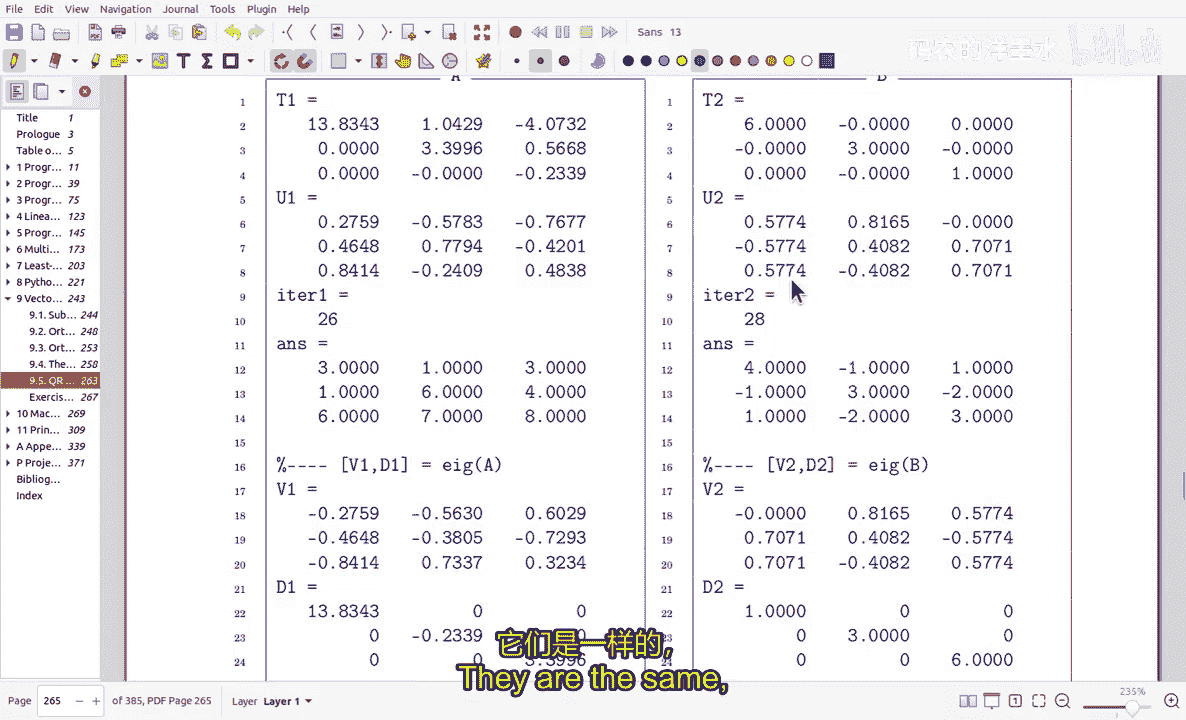 File Edit View Navigation Journal Tools Plugin Help
Sans 13
码农的洋墨水 bilibili
A
1 T1 =
2 13.8343 1.0429 -4.0732
3 0.0000 3.3996 0.5668
4 0.0000 -0.0000 -0.2339
5 U1 =
6 0.2759 -0.5783 -0.7677
7 0.4648 0.7794 -0.4201
8 0.8414 -0.2409 0.4838
9 iter1 =
10 26
11 ans =
12 3.0000 1.0000 3.0000
13 1.0000 6.0000 4.0000
14 6.0000 7.0000 8.0000
15
16 %---- [V1,D1] = eig(A)
17 V1 =
18 -0.2759 -0.5630 0.6029
19 -0.4648 -0.3805 -0.7293
20 -0.8414 0.7337 0.3234
21 D1 =
22 13.8343 0 0
23 0 -0.2339 0
24 0 0 3.3996
B
1 T2 =
2 6.0000 -0.0000 0.0000
3 -0.0000 3.0000 -0.0000
4 0.0000 -0.0000 1.0000
5 U2 =
6 0.5774 0.8165 -0.0000
7 -0.5774 0.4082 0.7071
8 0.5774 -0.4082 0.7071
9 iter2 =
10 28
11 ans =
12 4.0000 -1.0000 1.0000
13 -1.0000 3.0000 -2.0000
14 1.0000 -2.0000 3.0000
15
16 %---- [V2,D2] = eig(B)
17 V2 =
18 -0.0000 0.8165 0.5774
19 0.7071 0.4082 -0.5774
20 0.7071 -0.4082 0.5774
21 D2 =
22 1.0000 0 0
23 0 3.0000 0
24 0 0 6.0000
Title 1
Prologue 3
Table o... 5
1 Progr... 11
2 Progr... 39
3 Progr... 75
4 Linea... 123
5 Progr... 145
6 Multi... 173
7 Least-... 203
8 Pytho... 221
9 Vecto... 243
9.1. Sub... 244
9.2. Ort... 248
9.3. Ort... 253
9.4. The... 258
9.5. QR ... 263
Exercis... 267
10 Mac... 269
11 Prin... 309
A Appe... 339
P Proje... 371
Bibliog...
Index
它们是一样的，
They are the same,
Page 265 − + of 385, PDF Page 265 Layer Layer 1 235%